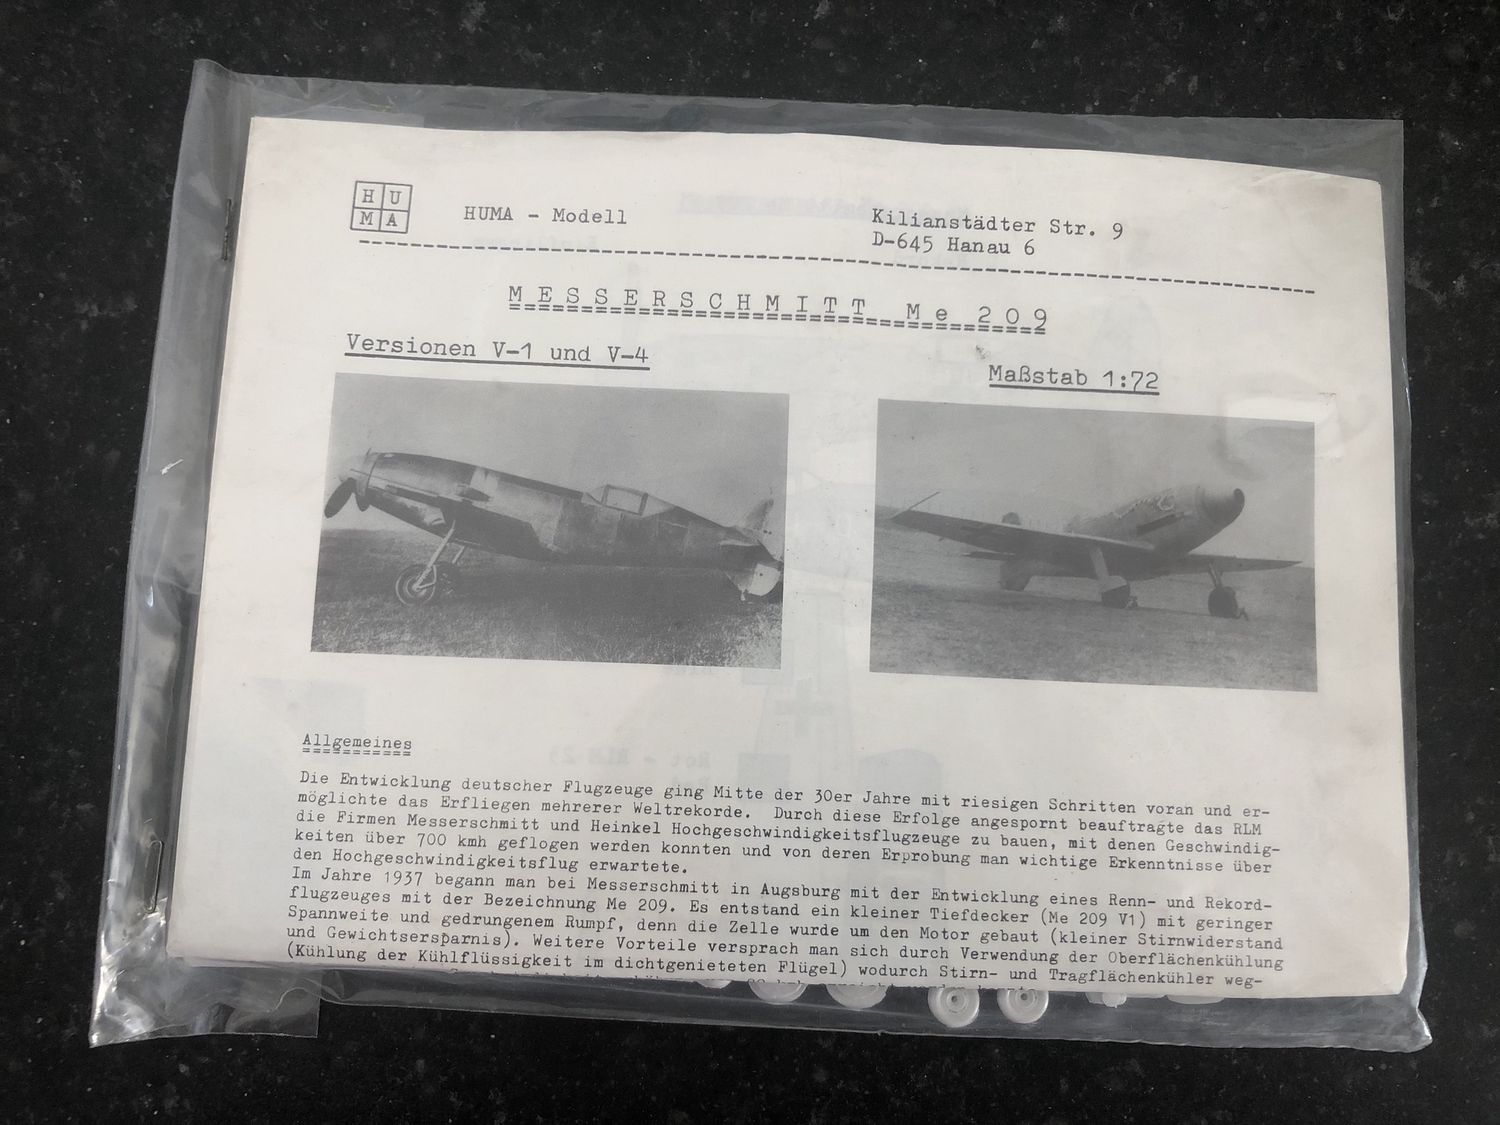 HU
MA
HUMA - Modell
Kilianstädter Str. 9
D-645 Hanau 6
MESSERSCHMITT Me 209
Versionen V-1 und V-4
Maßstab 1:72
Allgemeines
Die Entwicklung deutscher Flugzeuge ging Mitte der 30er Jahre mit riesigen Schritten voran und er-
möglichte das Erfliegen mehrerer Weltrekorde. Durch diese Erfolge angespornt beauftragte das RLM
die Firmen Messerschmitt und Heinkel Hochgeschwindigkeitsflugzeuge zu bauen, mit denen Geschwindig-
keiten über 700 kmh geflogen werden konnten und von deren Erprobung man wichtige Erkenntnisse über
den Hochgeschwindigkeitsflug erwartete.
Im Jahre 1937 begann man bei Messerschmitt in Augsburg mit der Entwicklung eines Renn- und Rekord-
flugzeuges mit der Bezeichnung Me 209. Es entstand ein kleiner Tiefdecker (Me 209 V1) mit geringer
Spannweite und gedrungenem Rumpf, denn die Zelle wurde um den Motor gebaut (kleiner Stirnwiderstand
und Gewichtsersparnis). Weitere Vorteile versprach man sich durch Verwendung der Oberflächenkühlung
(Kühlung der Kühlflüssigkeit im dichtgenieteten Flügel) wodurch Stirn- und Tragflächenkühler weg-